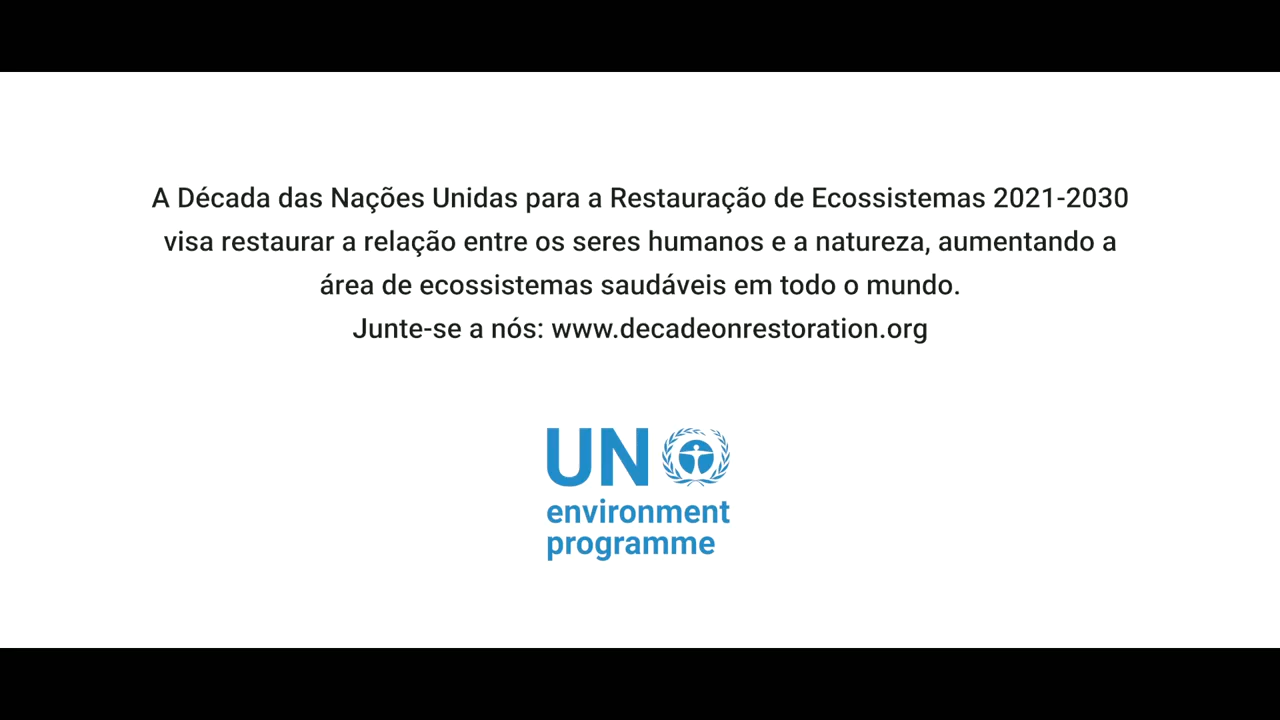 A Década das Nações Unidas para a Restauração de Ecossistemas 2021-2030
visa restaurar a relação entre os seres humanos e a natureza, aumentando a
área de ecossistemas saudáveis em todo o mundo.
Junte-se a nós: www.decadeonrestoration.org
UN
environment
programme